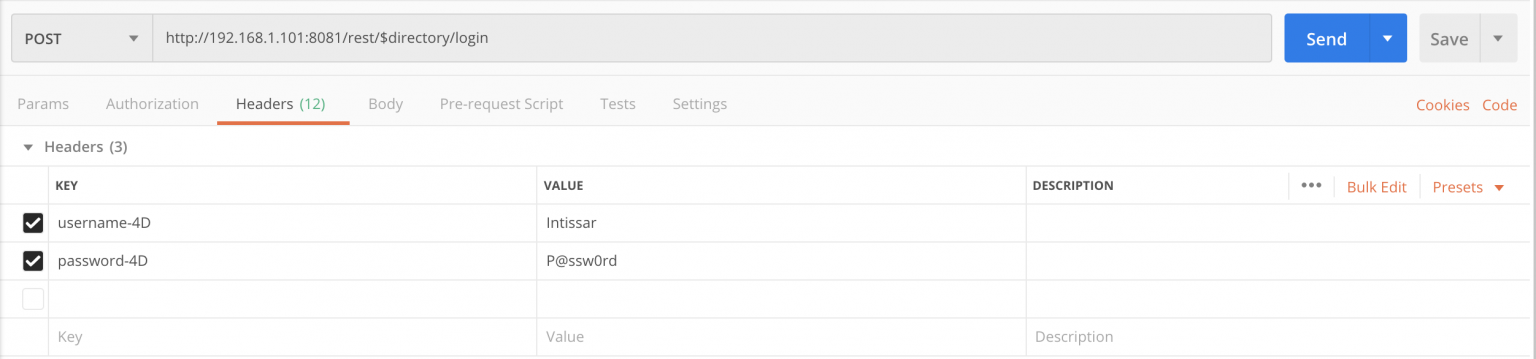 POST http://192.168.1.101:8081/rest/$directory/login Send Save
Params Authorization Headers (12) Body Pre-request Script Tests Settings Cookies Code
Headers (3)
KEY VALUE DESCRIPTION ••• Bulk Edit Presets
username-4D Intissar
password-4D P@ssw0rd
Key Value Description